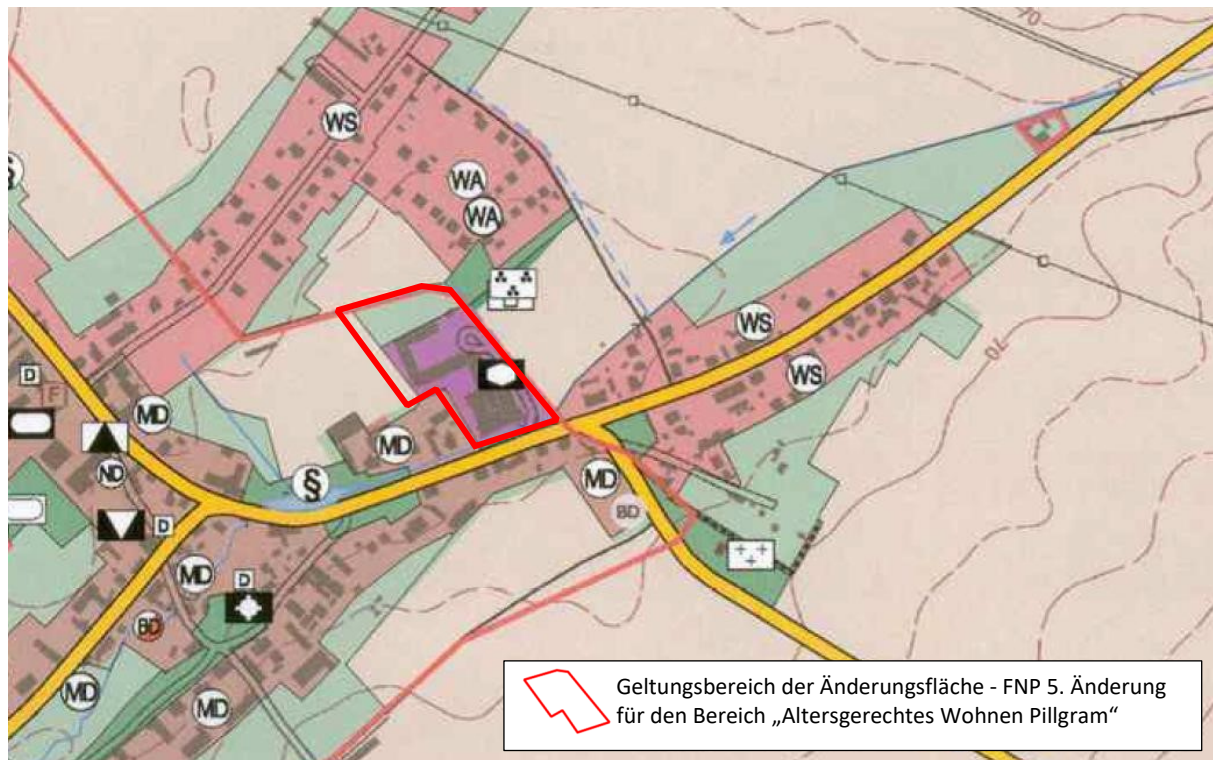 70
WS
WA
WA
§
WS
WS
70
D
F
MD
ND
MD
§
MD
BD
D
MD
D
BD
MD
MD
Geltungsbereich der Änderungsfläche - FNP 5. Änderung
für den Bereich „Altersgerechtes Wohnen Pillgram“